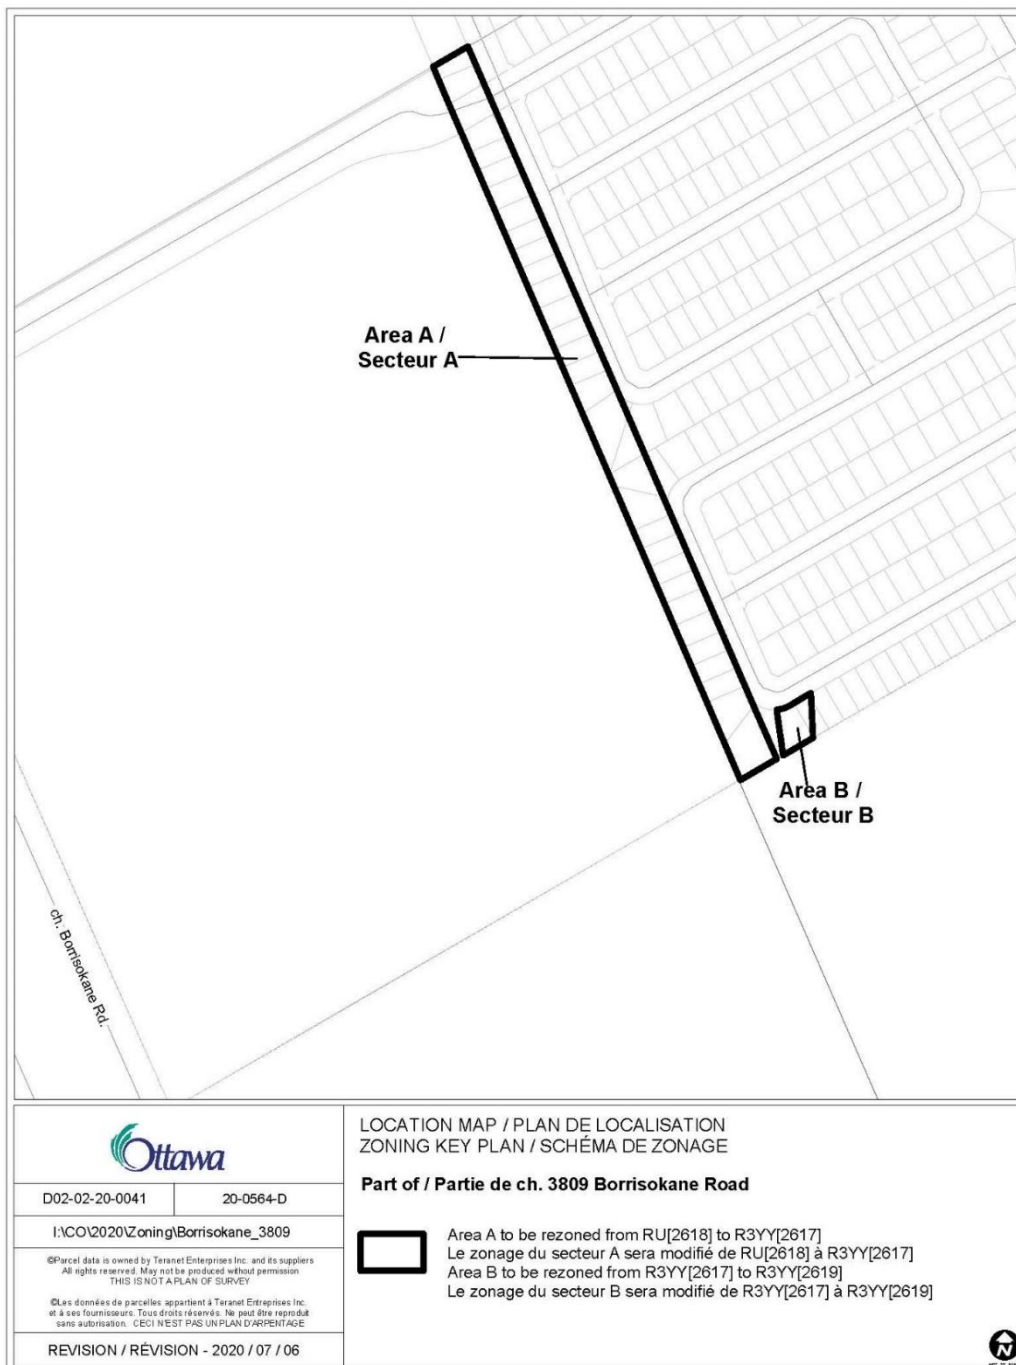 Area A /
Secteur A
Area B /
Secteur B
ch. Borrisokane Rd.
Ottawa
D02-02-20-0041
20-0564-D
I:\CO\2020\Zoning\Borrisokane_3809
©Parcel data is owned by Teranet Enterprises Inc. and its suppliers
All rights reserved. May not be produced without permission
THIS IS NOT A PLAN OF SURVEY
©Les données de parcelles appartient à Teranet Entreprises Inc.
et à ses fournisseurs. Tous droits réservés. Ne peut être reproduit
sans autorisation. CECI N'EST PAS UN PLAN D'ARPENTAGE
REVISION / RÉVISION - 2020 / 07 / 06
LOCATION MAP / PLAN DE LOCALISATION
ZONING KEY PLAN / SCHÉMA DE ZONAGE
Part of / Partie de ch. 3809 Borrisokane Road
Area A to be rezoned from RU[2618] to R3YY[2617]
Le zonage du secteur A sera modifié de RU[2618] à R3YY[2617]
Area B to be rezoned from R3YY[2617] to R3YY[2619]
Le zonage du secteur B sera modifié de R3YY[2617] à R3YY[2619]
N